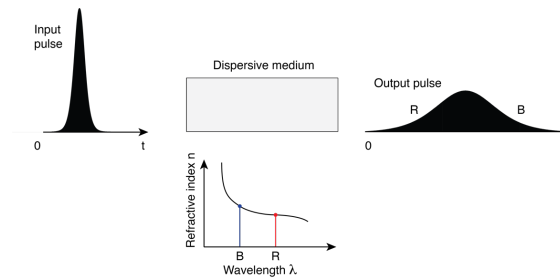 Input
pulse
0
t
Dispersive medium
Output pulse
R
B
0
Refractive index n
B
R
Wavelength λ